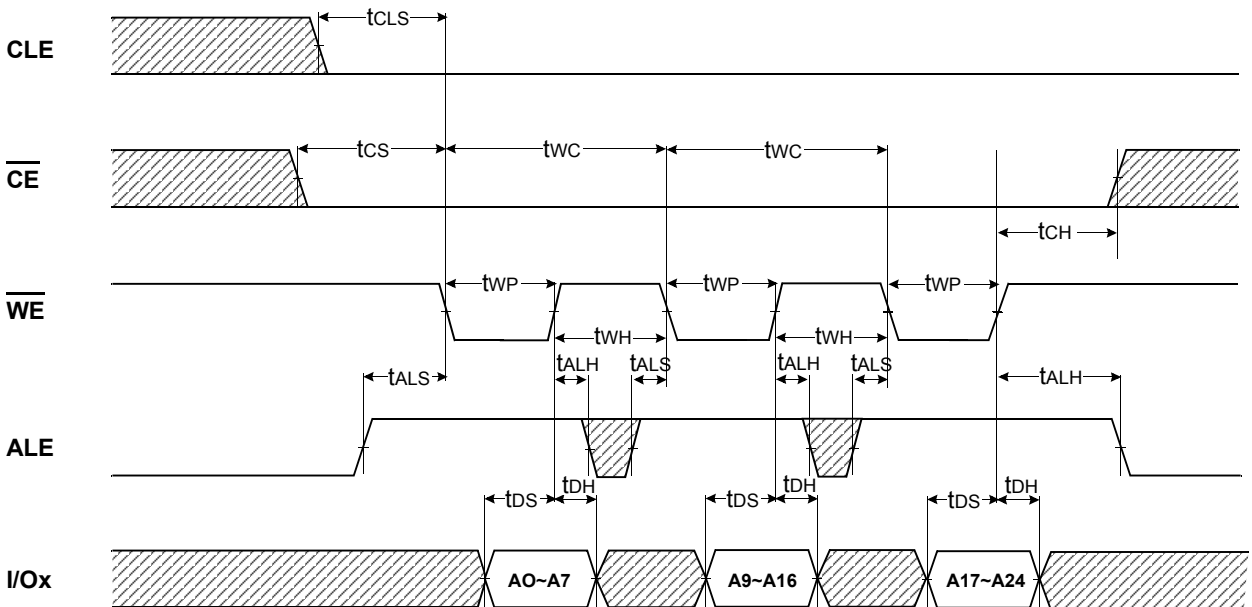 CLE
tCLS
CE
tCS
tWC
tWC
tCH
WE
tWP
tWP
tWP
tWH
tWH
tALS
tALH
tALS
tALH
tALS
tALH
ALE
tDS
tDH
tDS
tDH
tDS
tDH
I/Ox
AO~A7
A9~A16
A17~A24